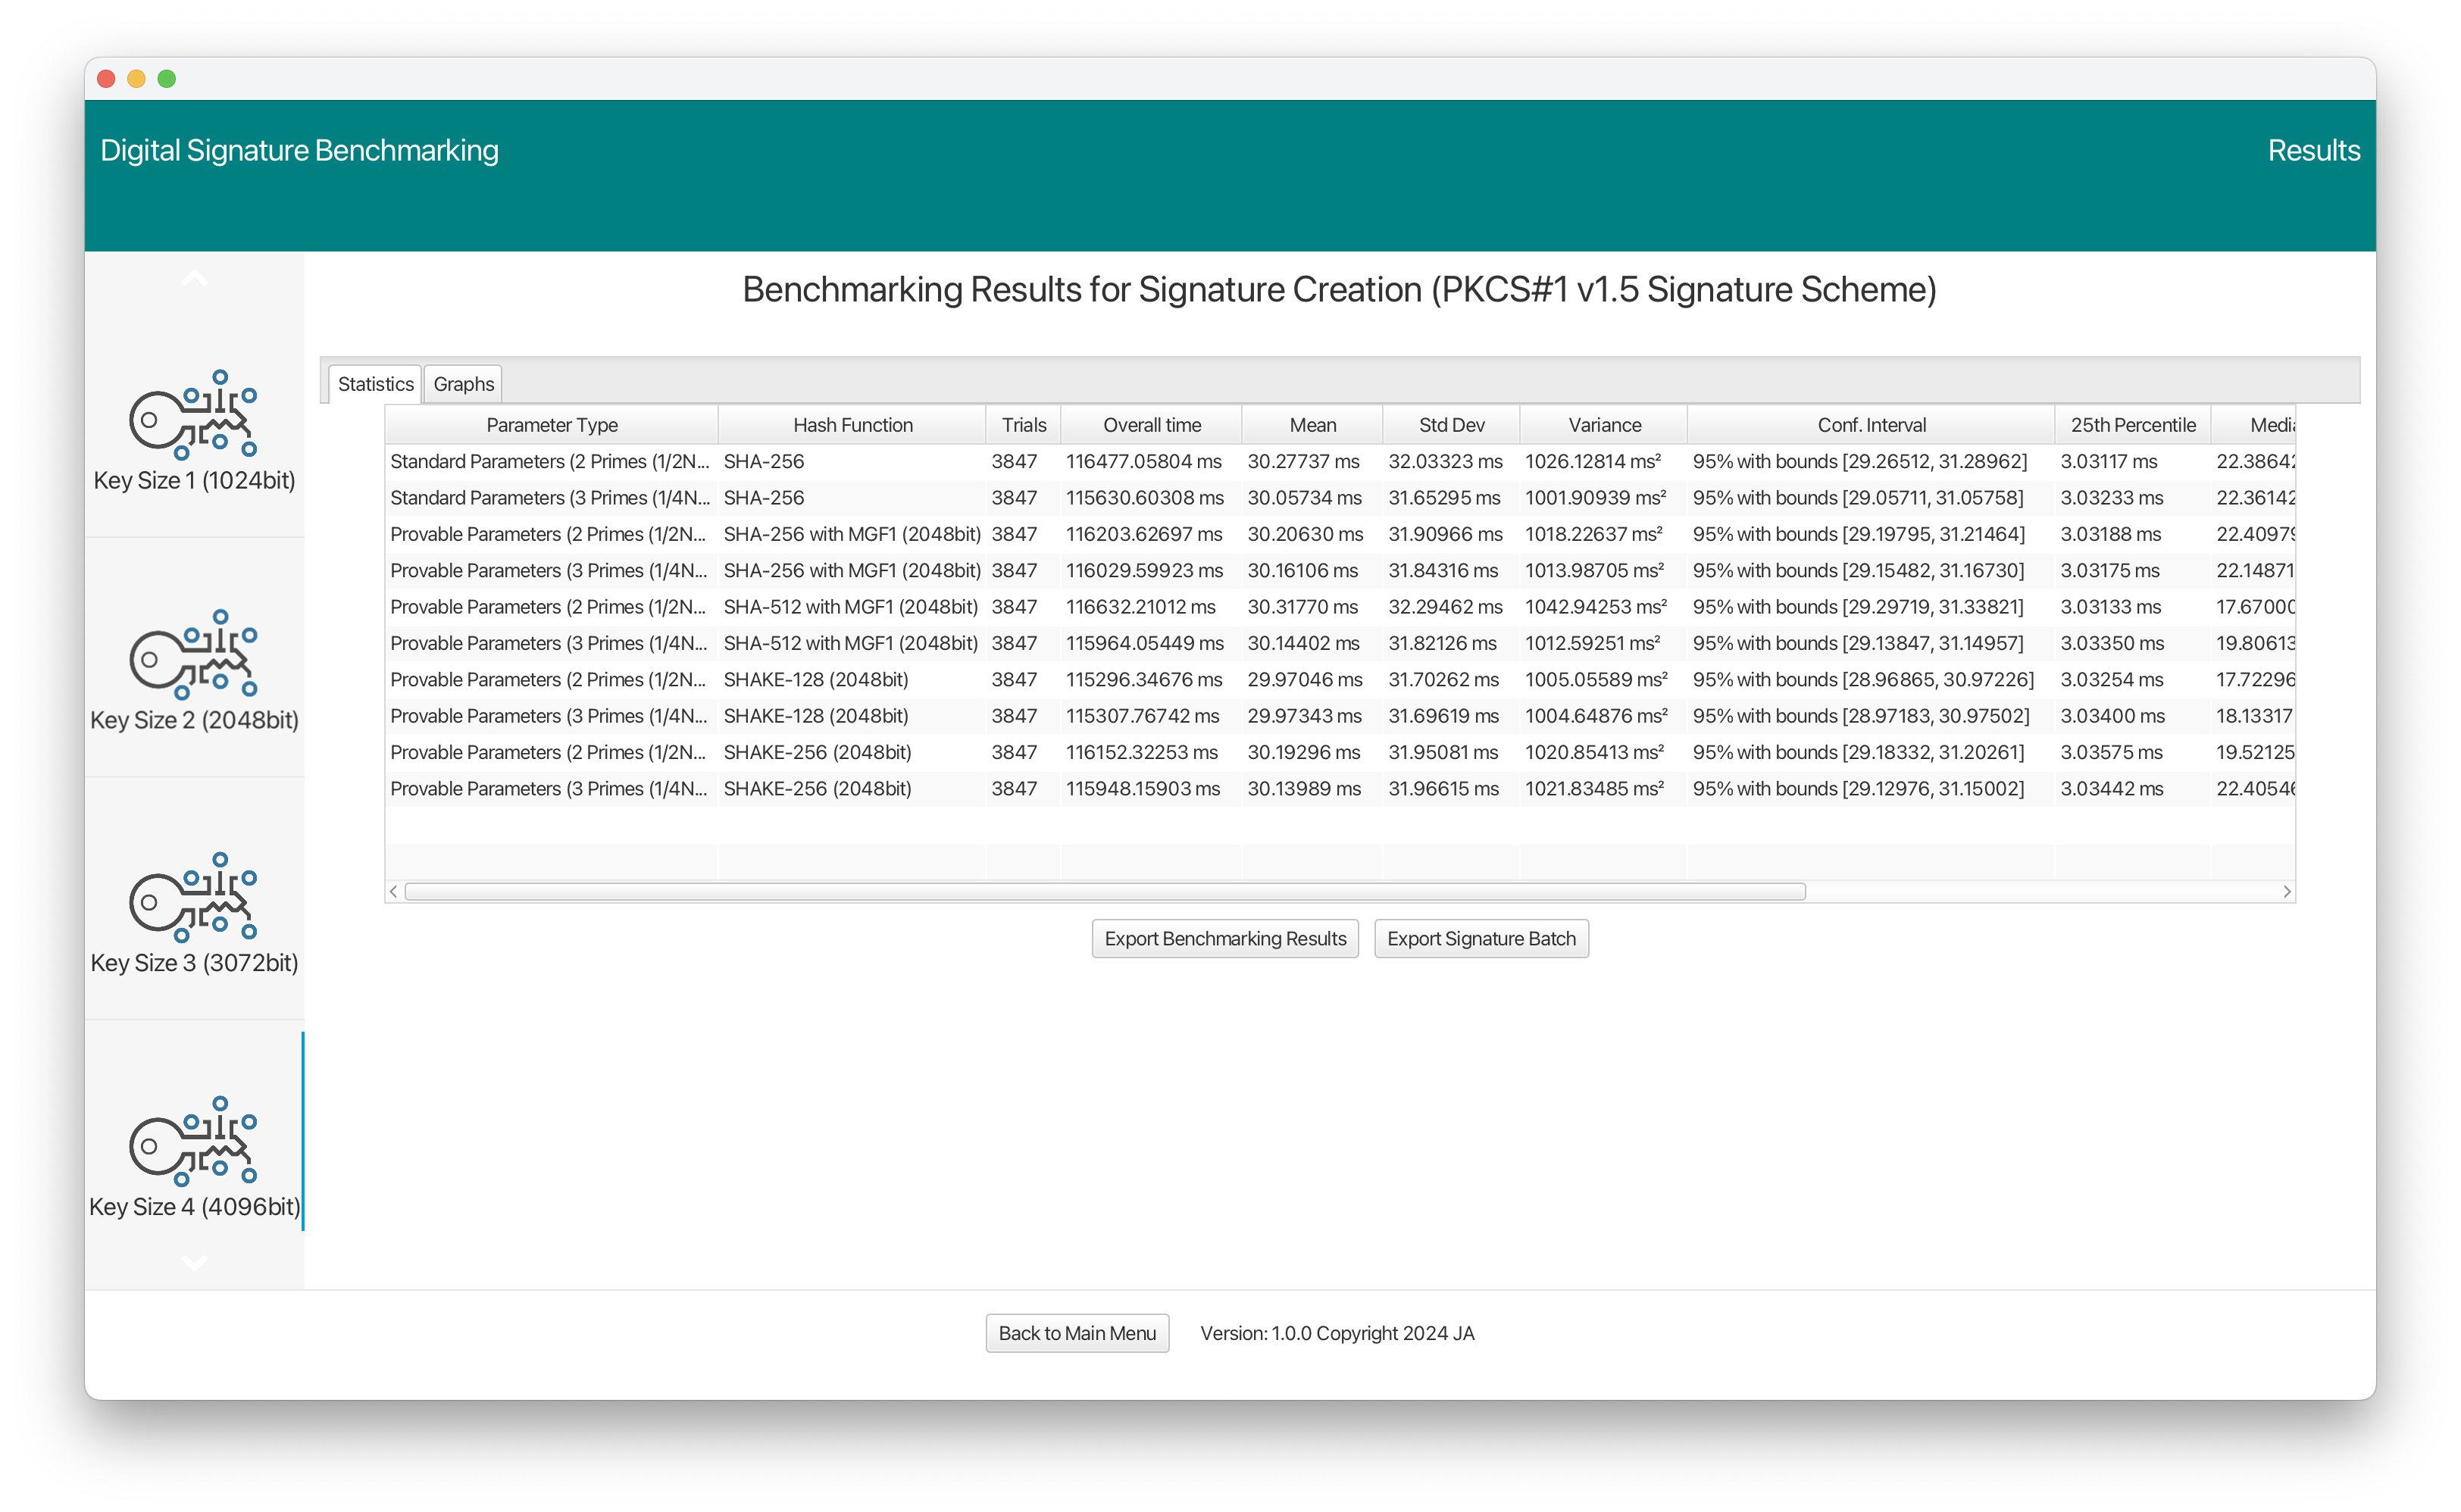 Digital Signature Benchmarking
Results
Benchmarking Results for Signature Creation (PKCS#1 v1.5 Signature Scheme)
Key Size 1 (1024bit)
Key Size 2 (2048bit)
Key Size 3 (3072bit)
Key Size 4 (4096bit)
Statistics Graphs
Parameter Type Hash Function Trials Overall time Mean Std Dev Variance Conf. Interval 25th Percentile
Standard Parameters (2 Primes (1/2N... SHA-256 3847 116477.05804 ms 30.27737 ms 32.03323 ms 1026.12814 ms² 95% with bounds [29.26512, 31.28962] 3.03117 ms 22.38642
Standard Parameters (3 Primes (1/4N... SHA-256 3847 115630.60308 ms 30.05734 ms 31.65295 ms 1001.90939 ms² 95% with bounds [29.05711, 31.05758] 3.03233 ms 22.36142
Provable Parameters (2 Primes (1/2N... SHA-256 with MGF1 (2048bit) 3847 116203.62697 ms 30.20630 ms 31.90966 ms 1018.22637 ms² 95% with bounds [29.19795, 31.21464] 3.03188 ms 22.40979
Provable Parameters (3 Primes (1/4N... SHA-256 with MGF1 (2048bit) 3847 116029.59923 ms 30.16106 ms 31.84316 ms 1013.98705 ms² 95% with bounds [29.15482, 31.16730] 3.03175 ms 22.14871
Provable Parameters (2 Primes (1/2N... SHA-512 with MGF1 (2048bit) 3847 116632.21012 ms 30.31770 ms 32.29462 ms 1042.94253 ms² 95% with bounds [29.29719, 31.33821] 3.03133 ms 17.67000
Provable Parameters (3 Primes (1/4N... SHA-512 with MGF1 (2048bit) 3847 115964.05449 ms 30.14402 ms 31.82126 ms 1012.59251 ms² 95% with bounds [29.13847, 31.14957] 3.03350 ms 19.80613
Provable Parameters (2 Primes (1/2N... SHAKE-128 (2048bit) 3847 115296.34676 ms 29.97046 ms 31.70262 ms 1005.05589 ms² 95% with bounds [28.96865, 30.97226] 3.03254 ms 17.72296
Provable Parameters (3 Primes (1/4N... SHAKE-128 (2048bit) 3847 115307.76742 ms 29.97343 ms 31.69619 ms 1004.64876 ms² 95% with bounds [28.97183, 30.97502] 3.03400 ms 18.13317
Provable Parameters (2 Primes (1/2N... SHAKE-256 (2048bit) 3847 116152.32253 ms 30.19296 ms 31.95081 ms 1020.85413 ms² 95% with bounds [29.18332, 31.20261] 3.03575 ms 19.52125
Provable Parameters (3 Primes (1/4N... SHAKE-256 (2048bit) 3847 115948.15903 ms 30.13989 ms 31.96615 ms 1021.83485 ms² 95% with bounds [29.12976, 31.15002] 3.03442 ms 22.40546
Export Benchmarking Results Export Signature Batch
Back to Main Menu Version: 1.0.0 Copyright 2024 JA